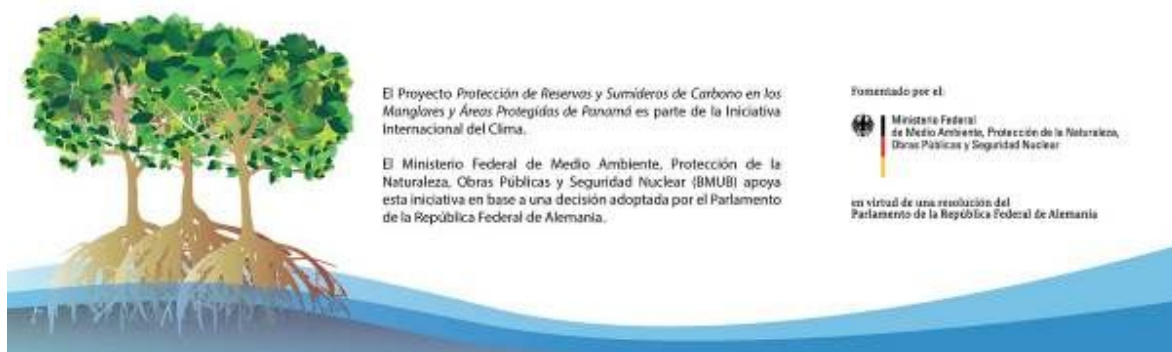 El Proyecto Protección de Reservas y Sumideros de Carbono en los
Manglares y Áreas Protegidas de Panamá es parte de la Iniciativa
Internacional del Clima.
El Ministerio Federal de Medio Ambiente, Protección de la
Naturaleza, Obras Públicas y Seguridad Nuclear (BMUB) apoya
esta iniciativa en base a una decisión adoptada por el Parlamento
de la República Federal de Alemania.
Fomentado por el:
Ministerio Federal
de Medio Ambiente, Protección de la Naturaleza,
Obras Públicas y Seguridad Nuclear
en virtud de una resolución del
Parlamento de la República Federal de Alemania